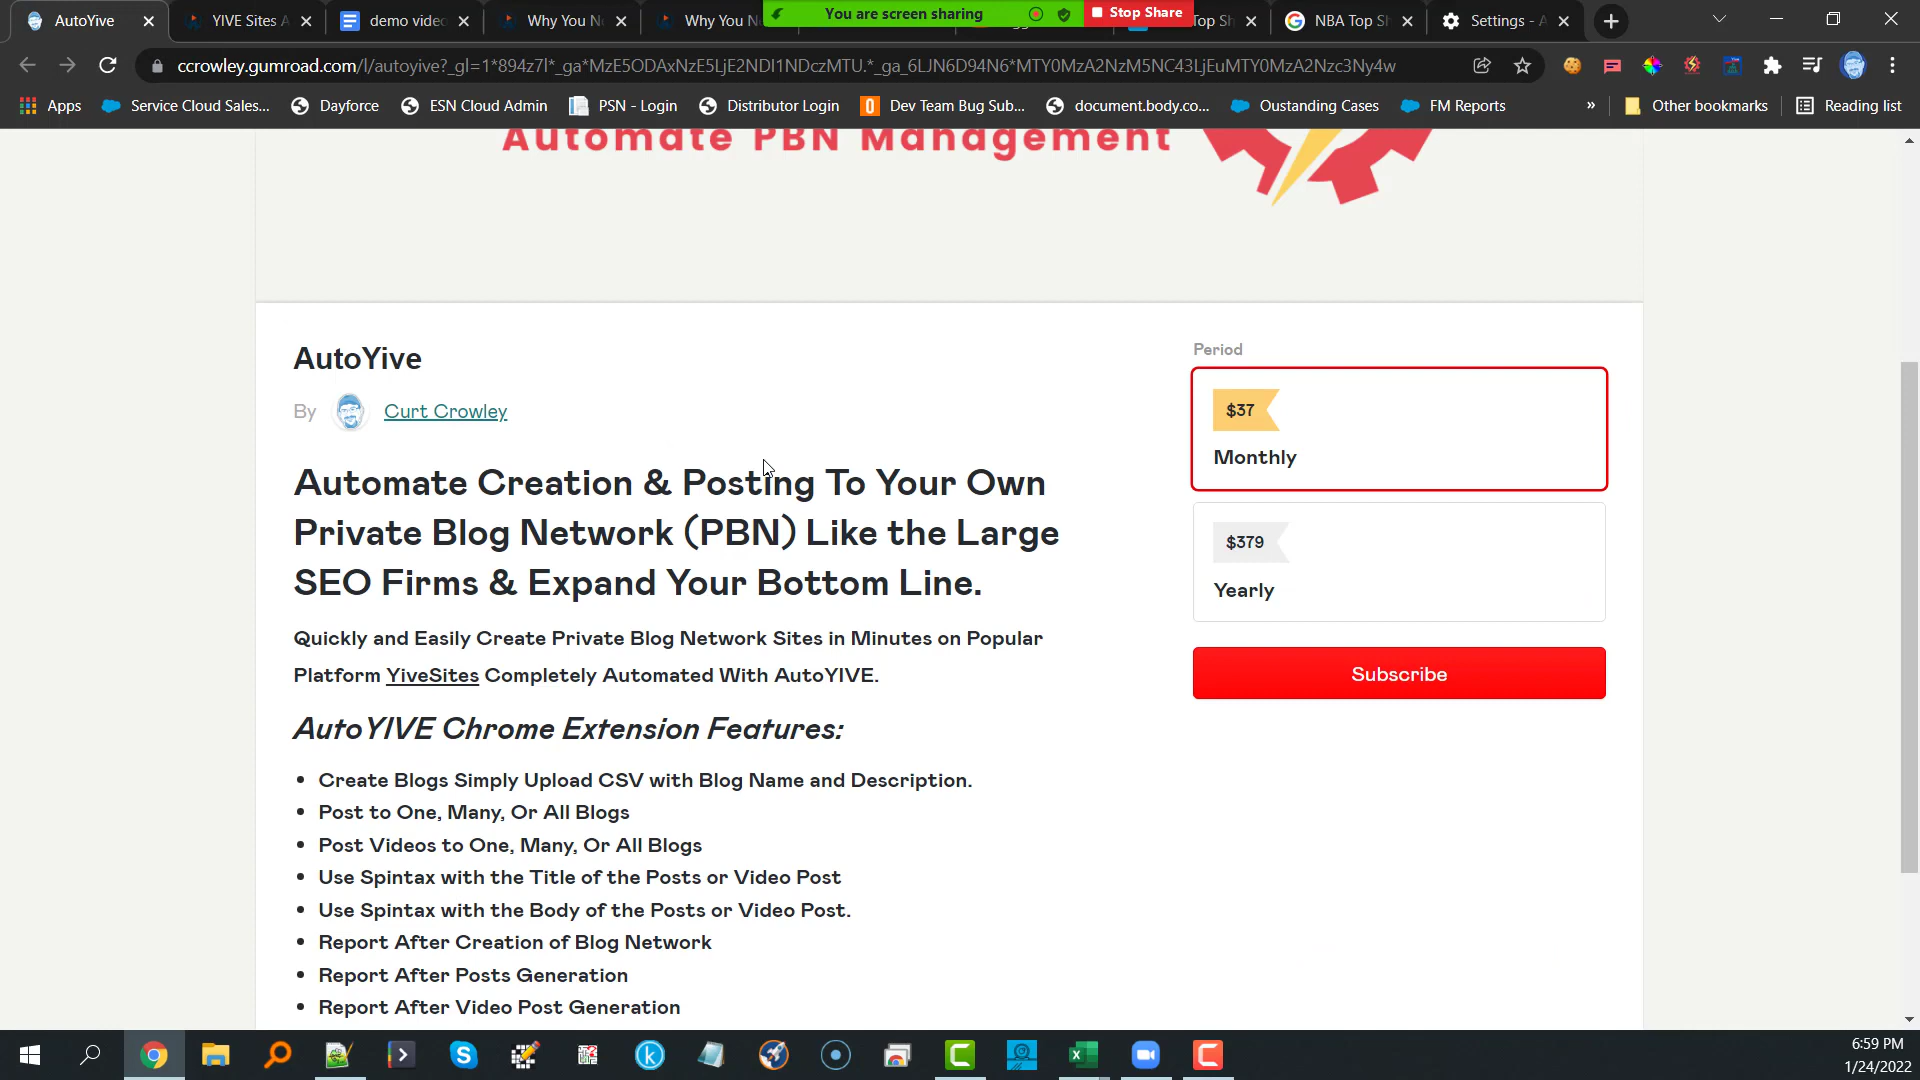 AutoYive
YIVE Sites A
demo vide
Why You N
Why You N
You are screen sharing
Stop Share
Top Sh
NBA Top Sh
Settings - A
ccrowley.gumroad.com/l/autoyive?_gl=1*894z7l*_ga*MzE5ODAxNzE5LjE2NDI1NDczMTU.*_ga_6LJN6D94N6*MTY0MzA2NzM5NC43LjEuMTY0MzA2Nzc3Ny4w
Apps
Service Cloud Sales...
Dayforce
ESN Cloud Admin
PSN - Login
Distributor Login
Dev Team Bug Sub...
document.body.co...
Oustanding Cases
FM Reports
»
Other bookmarks
Reading list
Automate PBN Management
AutoYive
By Curt Crowley
Automate Creation & Posting To Your Own
Private Blog Network (PBN) Like the Large
SEO Firms & Expand Your Bottom Line.
Quickly and Easily Create Private Blog Network Sites in Minutes on Popular
Platform YiveSites Completely Automated With AutoYIVE.
AutoYIVE Chrome Extension Features:
• Create Blogs Simply Upload CSV with Blog Name and Description.
• Post to One, Many, Or All Blogs
• Post Videos to One, Many, Or All Blogs
• Use Spintax with the Title of the Posts or Video Post
• Use Spintax with the Body of the Posts or Video Post.
• Report After Creation of Blog Network
• Report After Posts Generation
• Report After Video Post Generation
Period
$37
Monthly
$379
Yearly
Subscribe
6:59 PM
1/24/2022